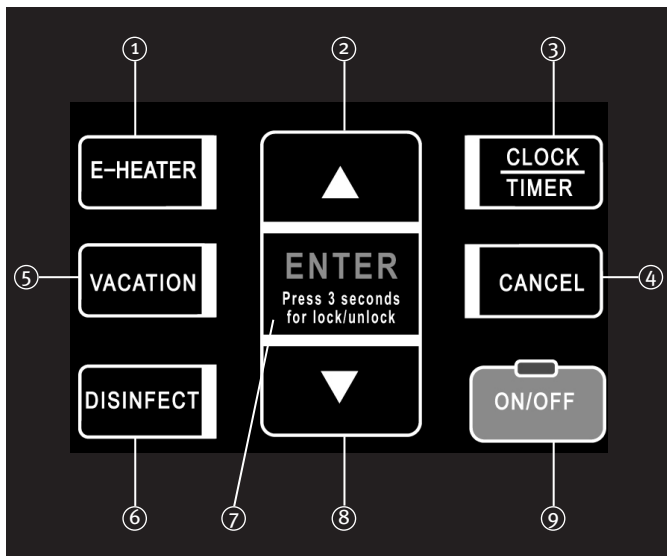 ① ② ③
E-HEATER
▲
CLOCK
TIMER
⑤
VACATION
ENTER
Press 3 seconds
for lock/unlock
CANCEL
④
DISINFECT
▼
ON/OFF
⑥ ⑦ ⑧ ⑨